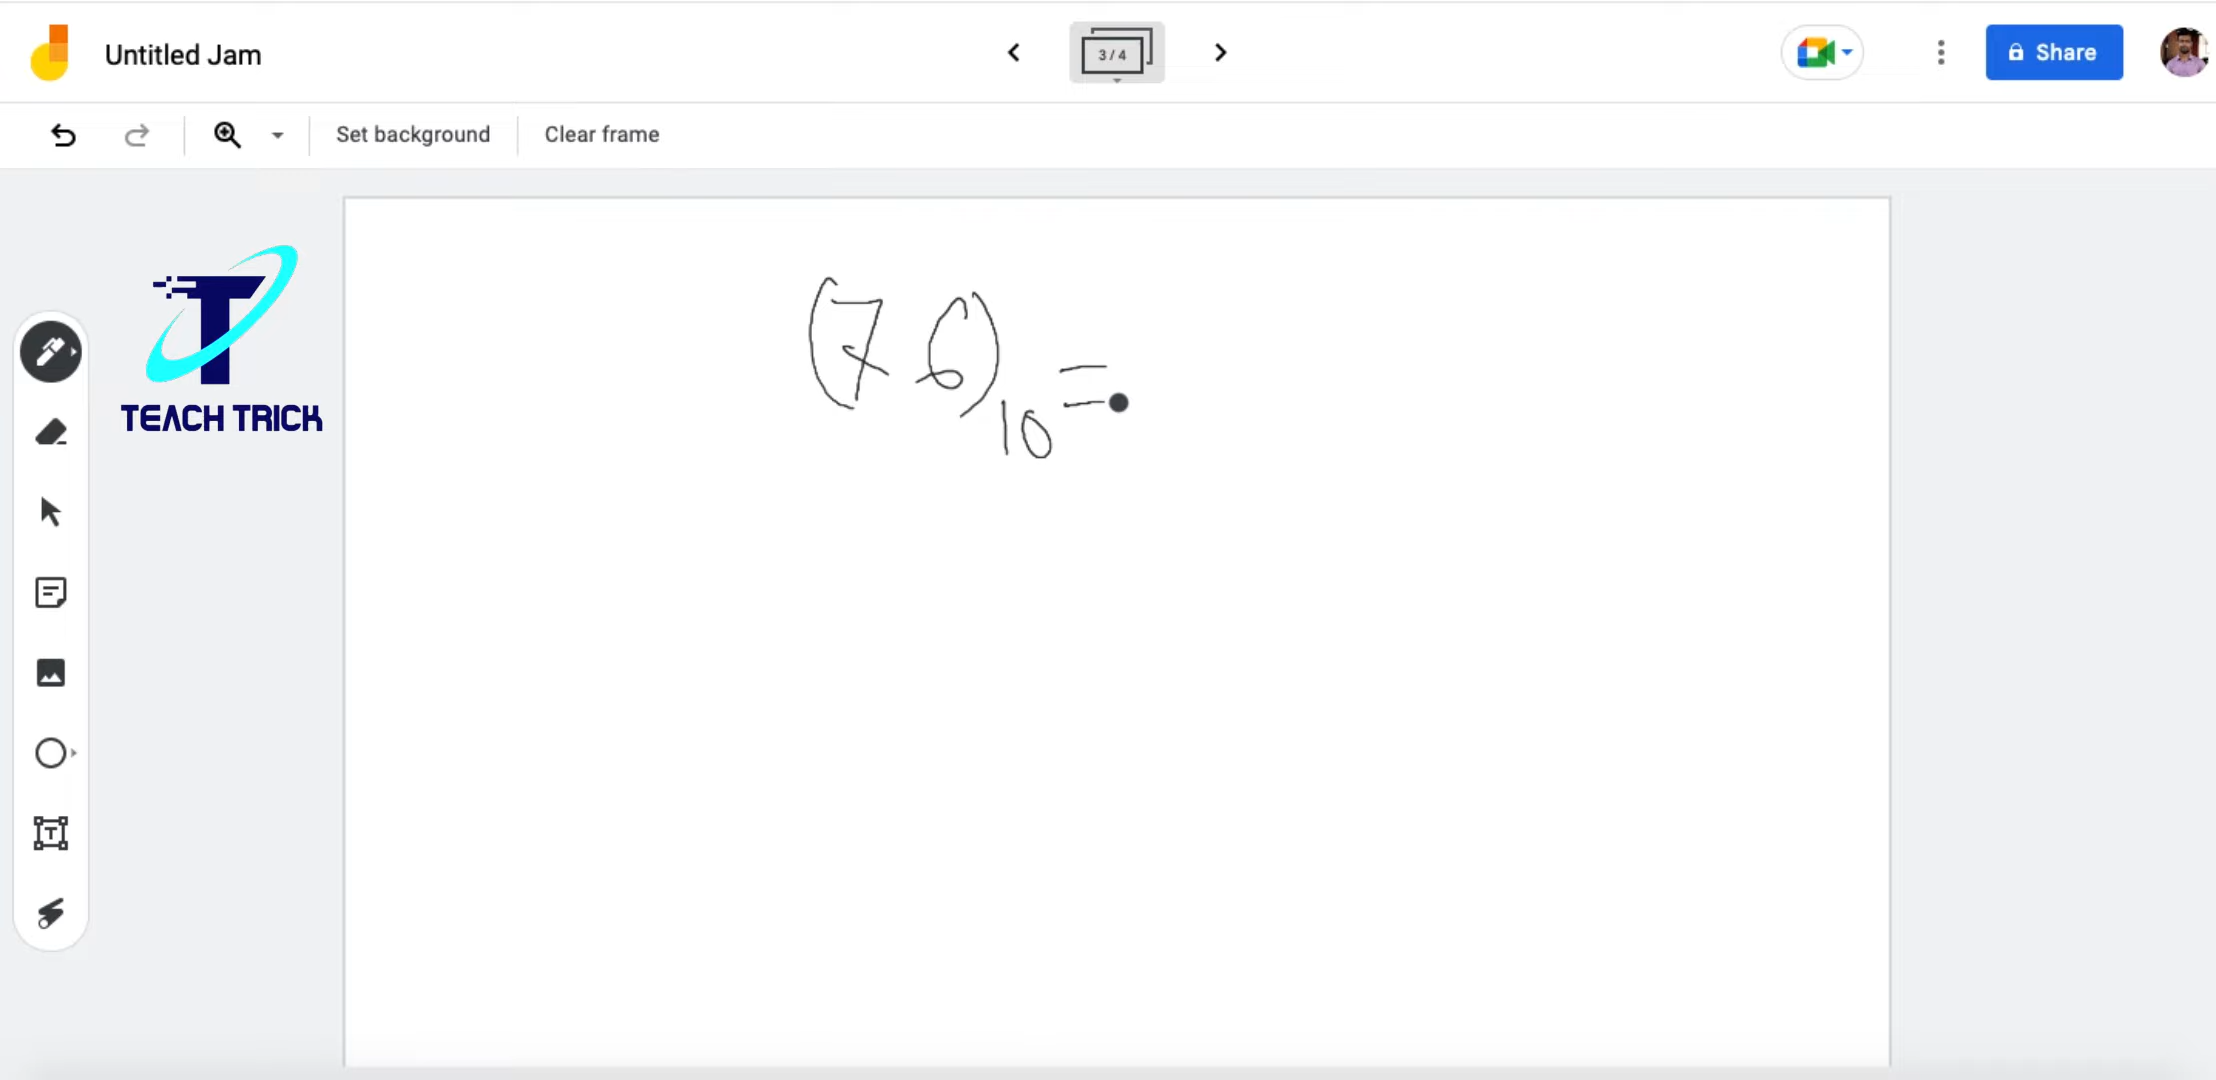 Untitled Jam
3 / 4
Share
Set background
Clear frame
TEACH TRICK
(76)₁₀ =